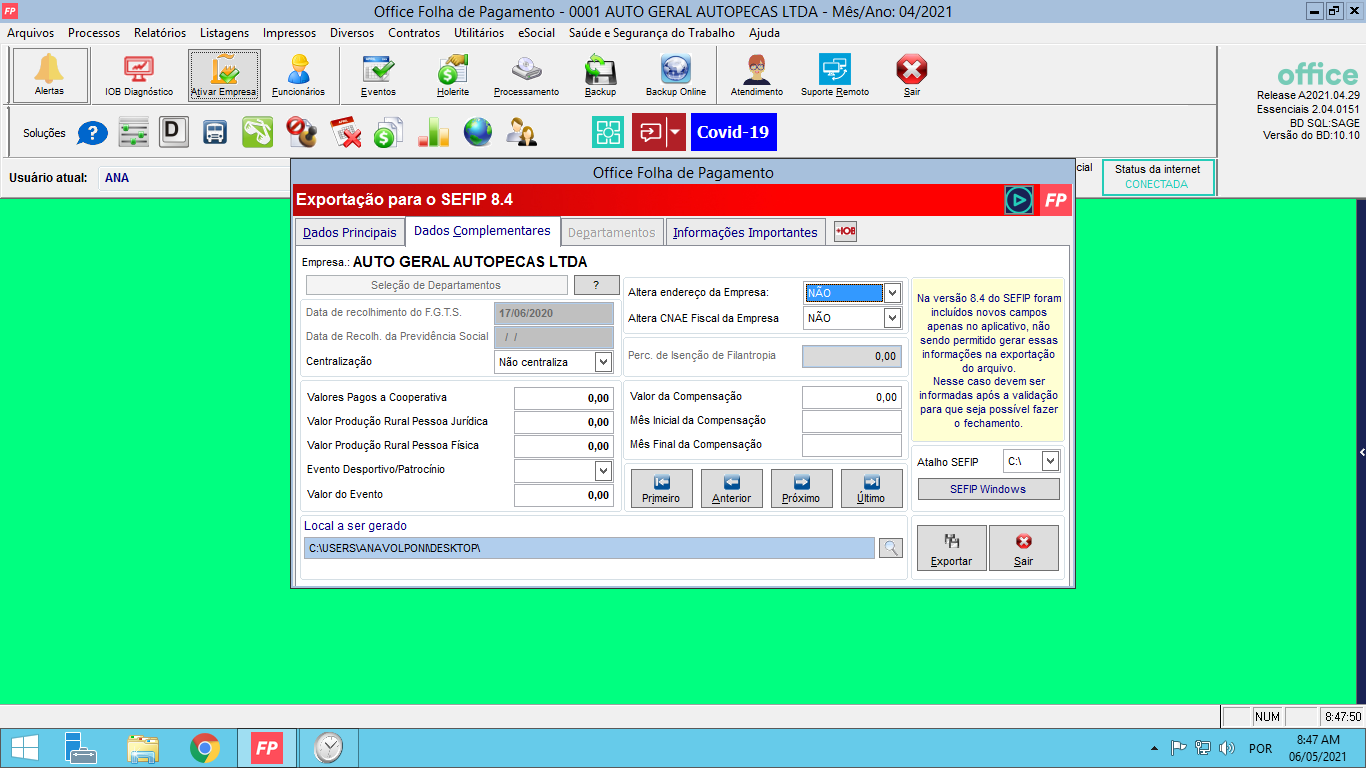 FP Office Folha de Pagamento - 0001 AUTO GERAL AUTOPECAS LTDA - Mês/Ano: 04/2021
Arquivos Processos Relatórios Listagens Impressos Diversos Contratos Utilitários eSocial Saúde e Segurança do Trabalho Ajuda
Alertas IOB Diagnóstico Ativar Empresa Funcionários Eventos Holerite Processamento Backup Backup Online Atendimento Suporte Remoto Sair
office
Release A2021.04.29
Essenciais 2.04.0151
BD SQL:SAGE
Versão do BD:10.10
Soluções ? D Covid-19
Usuário atual: ANA
cial
Status da internet
CONECTADA
Office Folha de Pagamento
Exportação para o SEFIP 8.4 FP
Dados Principais Dados Complementares Departamentos Informações Importantes +IOB
Empresa.: AUTO GERAL AUTOPECAS LTDA
Seleção de Departamentos ?
Data de recolhimento do F.G.T.S. 17/06/2020
Data de Recolh. da Previdência Social / /
Centralização Não centraliza
Altera endereço da Empresa: NÃO
Altera CNAE Fiscal da Empresa NÃO
Perc. de Isenção de Filantropia 0,00
Valores Pagos a Cooperativa 0,00
Valor Produção Rural Pessoa Jurídica 0,00
Valor Produção Rural Pessoa Física 0,00
Evento Desportivo/Patrocínio
Valor do Evento 0,00
Valor da Compensação 0,00
Mês Inicial da Compensação
Mês Final da Compensação
Primeiro Anterior Próximo Último
Na versão 8.4 do SEFIP foram
incluídos novos campos
apenas no aplicativo, não
sendo permitido gerar essas
informações na exportação
do arquivo.
Nesse caso devem ser
informadas após a validação
para que seja possível fazer
o fechamento.
Atalho SEFIP C:\
SEFIP Windows
Local a ser gerado
C:\USERS\ANAVOLPONI\DESKTOP\
Exportar Sair
NUM 8:47:50
FP
POR
8:47 AM
06/05/2021